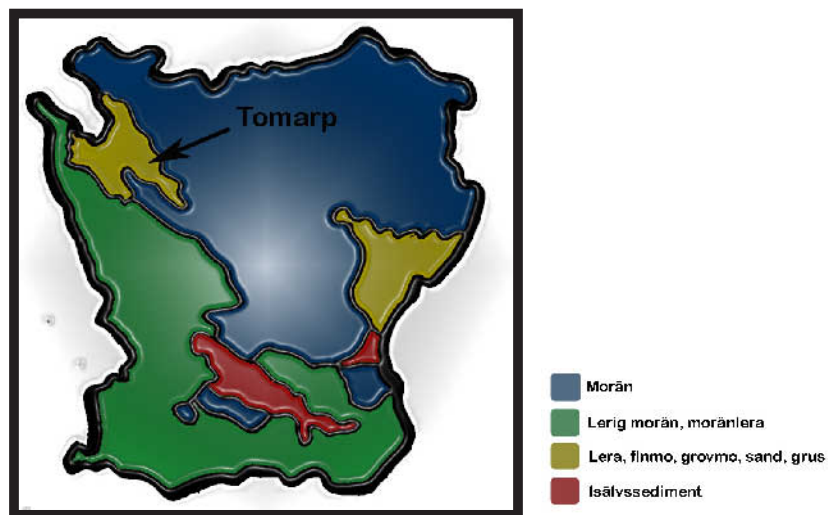 Tomarp
Morän
Lerig morän, moränlera
Lera, finmo, grovmo, sand, grus
Isälvssediment